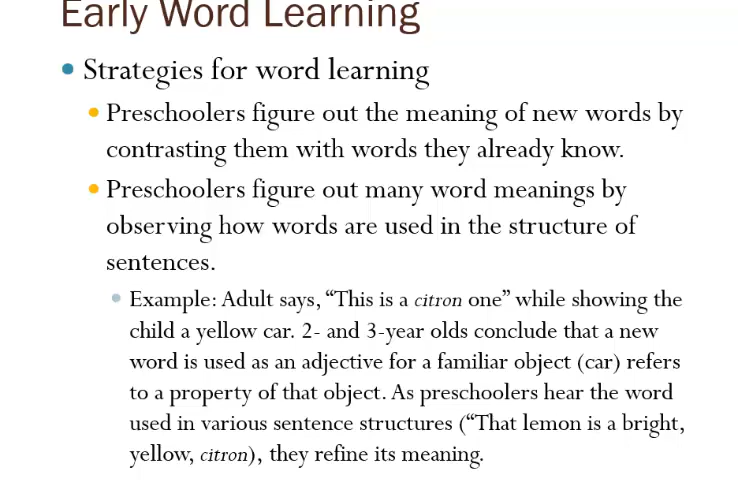 Early Word Learning
Strategies for word learning
Preschoolers figure out the meaning of new words by
contrasting them with words they already know.
Preschoolers figure out many word meanings by
observing how words are used in the structure of
sentences.
Example: Adult says, “This is a citron one” while showing the
child a yellow car. 2- and 3-year olds conclude that a new
word is used as an adjective for a familiar object (car) refers
to a property of that object. As preschoolers hear the word
used in various sentence structures (“That lemon is a bright,
yellow, citron), they refine its meaning.